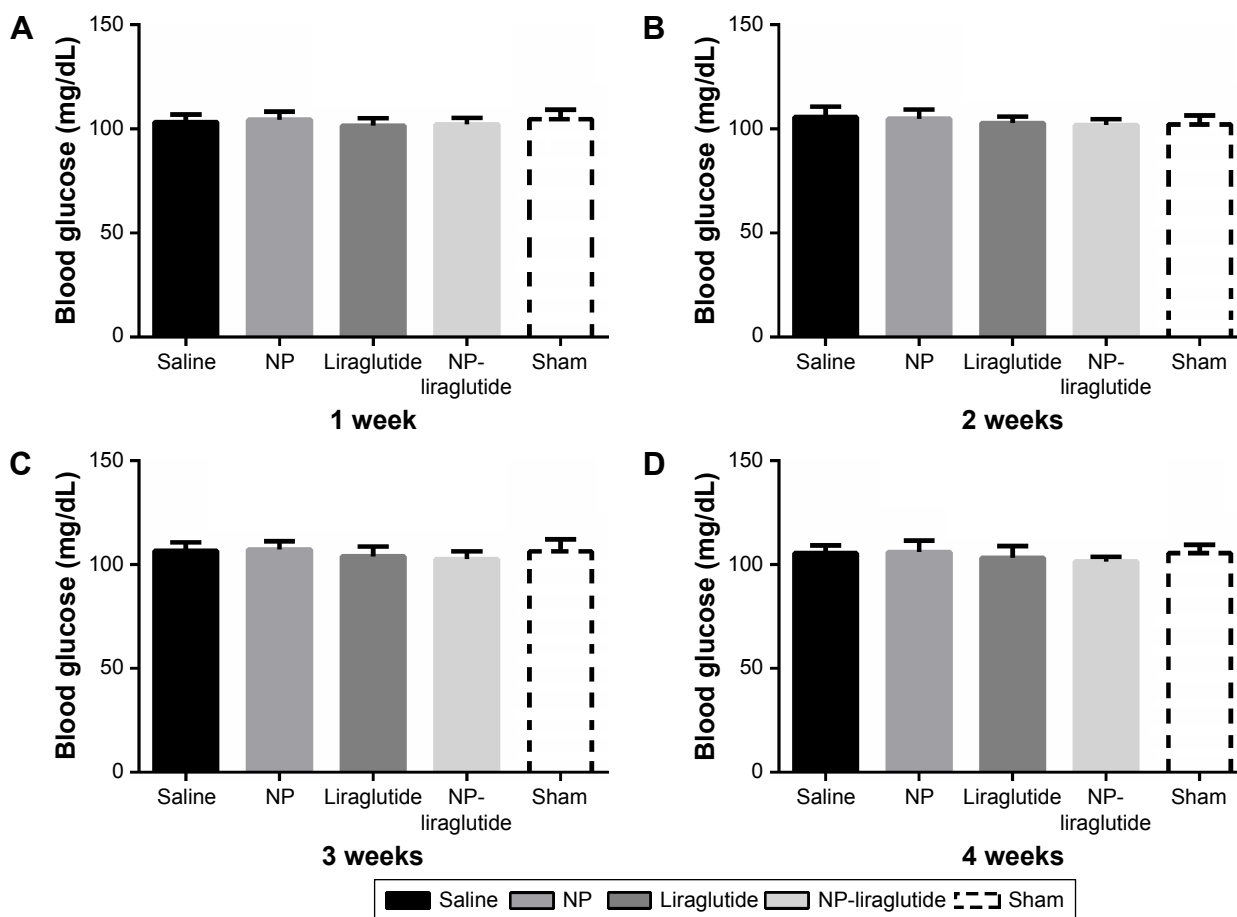 A
Blood glucose (mg/dL)
150
100
50
0
Saline
NP
Liraglutide
NP-
liraglutide
Sham
1 week
B
Blood glucose (mg/dL)
150
100
50
0
Saline
NP
Liraglutide
NP-
liraglutide
Sham
2 weeks
C
Blood glucose (mg/dL)
150
100
50
0
Saline
NP
Liraglutide
NP-
liraglutide
Sham
3 weeks
D
Blood glucose (mg/dL)
150
100
50
0
Saline
NP
Liraglutide
NP-
liraglutide
Sham
4 weeks
Saline
NP
Liraglutide
NP-liraglutide
Sham